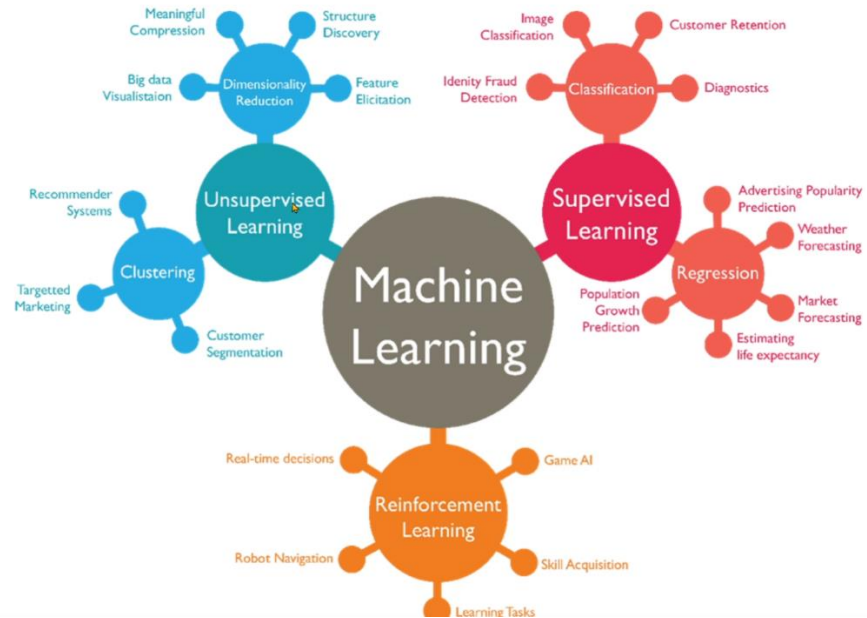 Meaningful
Compression
Structure
Discovery
Big data
Visualistaion
Dimensionality
Reduction
Feature
Elicitation
Unsupervised
Learning
Recommender
Systems
Clustering
Targetted
Marketing
Customer
Segmentation
Image
Classification
Customer Retention
Idenity Fraud
Detection
Classification
Diagnostics
Supervised
Learning
Advertising Popularity
Prediction
Weather
Forecasting
Regression
Population
Growth
Prediction
Market
Forecasting
Estimating
life expectancy
Machine
Learning
Real-time decisions
Game AI
Reinforcement
Learning
Robot Navigation
Skill Acquisition
Learning Tasks